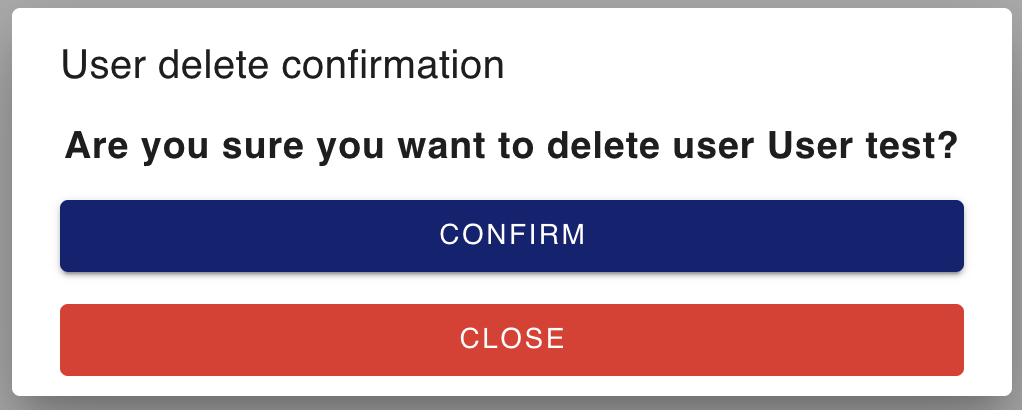 User delete confirmation
Are you sure you want to delete user User test?
CONFIRM
CLOSE